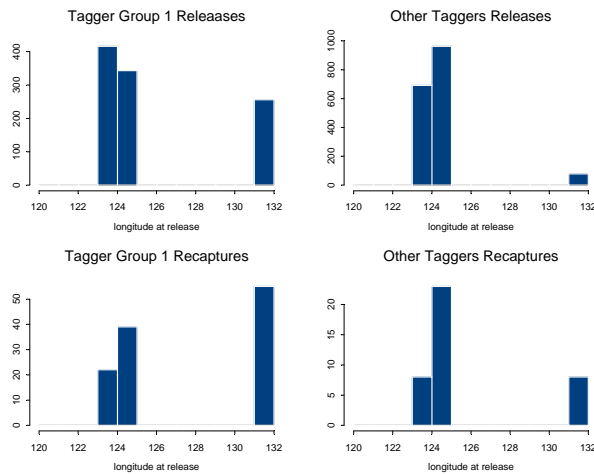 Tagger Group 1 Releaases
400
300
200
100
0
120 122 124 126 128 130 132
longitude at release
Other Taggers Releases
1000
800
600
400
200
0
120 122 124 126 128 130 132
longitude at release
Tagger Group 1 Recaptures
50
40
30
20
10
0
120 122 124 126 128 130 132
longitude at release
Other Taggers Recaptures
20
15
10
5
0
120 122 124 126 128 130 132
longitude at release